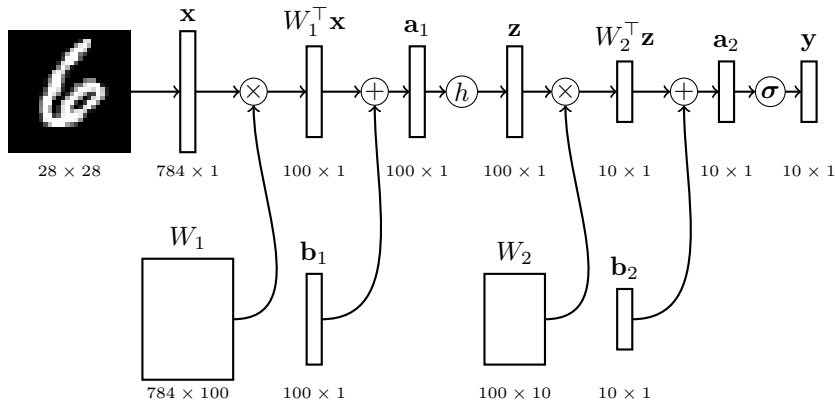 x W₁⊤x a₁ z W₂⊤z a₂ y
6 × + h × + σ
28 × 28 784 × 1 100 × 1 100 × 1 100 × 1 10 × 1 10 × 1 10 × 1
W₁ b₁ W₂ b₂
784 × 100 100 × 1 100 × 10 10 × 1